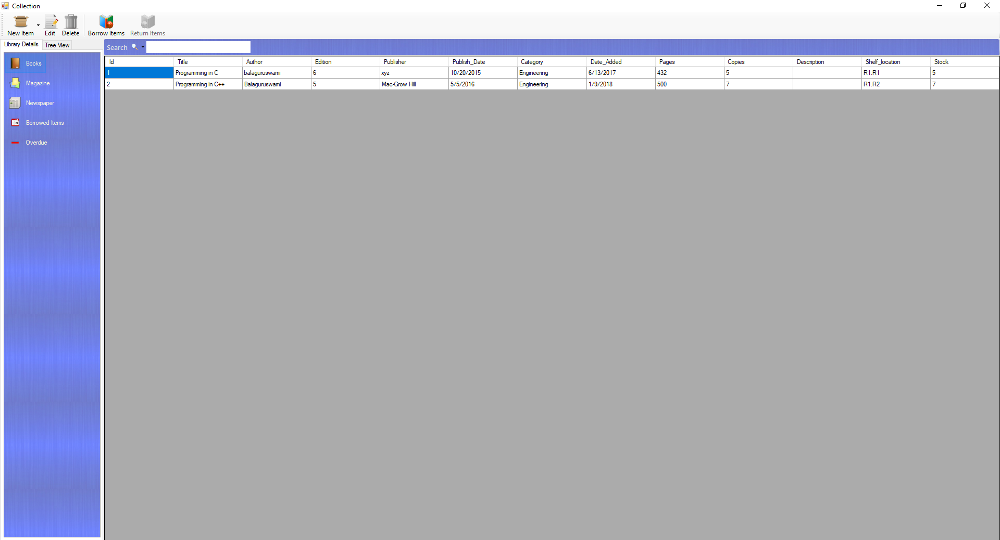 Collection
New Item Edit Delete Borrow Items Return Items
Library Details Tree View
Search
Books
Magazine
Newspaper
Borrowed Items
Overdue
Id Title Author Edition Publisher Publish_Date Category Date_Added Pages Copies Description Shelf_location Stock
1 Programming in C balaguruswami 6 xyz 10/20/2015 Engineering 6/13/2017 432 5 R1.R1 5
2 Programming in C++ Balaguruswami 5 Mac-Grow Hill 5/5/2016 Engineering 1/9/2018 500 7 R1.R2 7